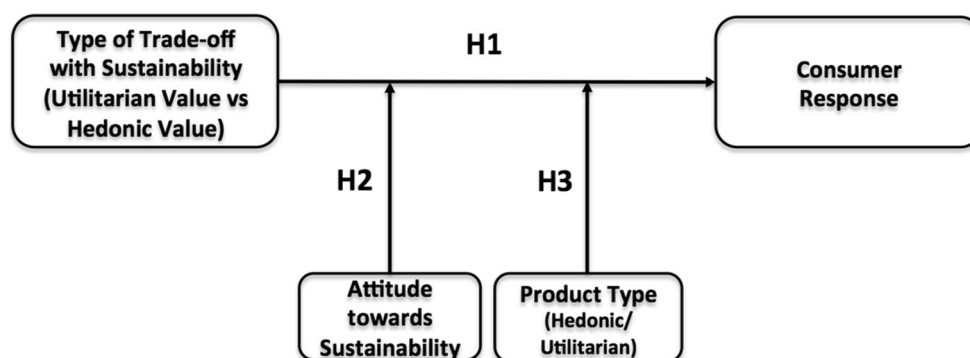 Type of Trade-off
with Sustainability
(Utilitarian Value vs
Hedonic Value)
H1
Consumer
Response
H2
H3
Attitude
towards
Sustainability
Product Type
(Hedonic/
Utilitarian)